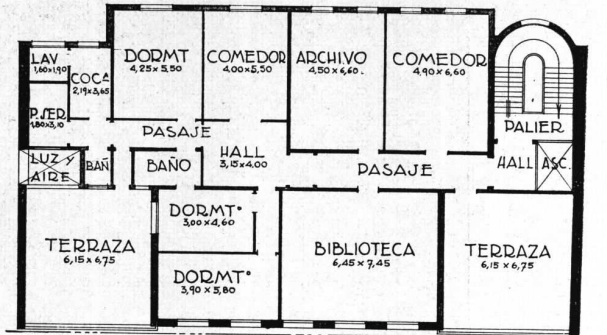 LAV
1,60x1,90
COCª
2,19x3,65
DORMT
4,25x5,50
COMEDOR
4,00x5,50
ARCHIVO
4,50x6,60.
COMEDOR
4,90x6,60
P.SER
1,80x3,10
PASAJE
PALIER
LUZ Y
AIRE
BAÑ
BAÑO
HALL
3,15x4,00
PASAJE
HALL
ASC.
DORMTº
3,00x4,60
TERRAZA
6,15x6,75
BIBLIOTECA
6,45x7,45
TERRAZA
6,15x6,75
DORMTº
3,90x5,80